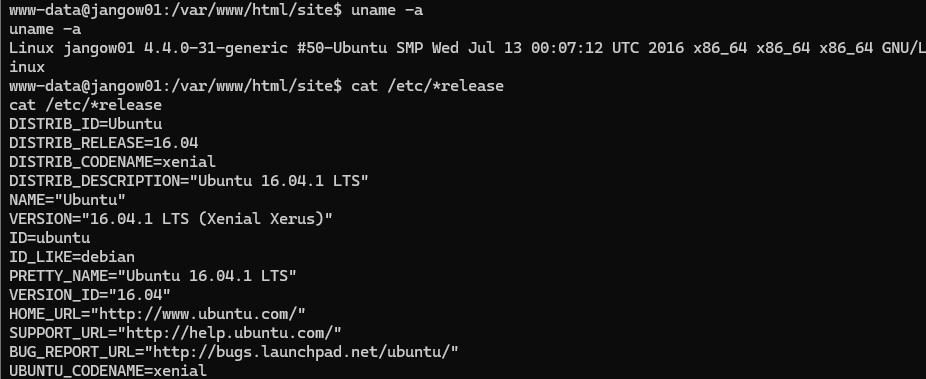 www-data@jangow01:/var/www/html/site$ uname -a
uname -a
Linux jangow01 4.4.0-31-generic #50-Ubuntu SMP Wed Jul 13 00:07:12 UTC 2016 x86_64 x86_64 x86_64 GNU/L
inux
www-data@jangow01:/var/www/html/site$ cat /etc/*release
cat /etc/*release
DISTRIB_ID=Ubuntu
DISTRIB_RELEASE=16.04
DISTRIB_CODENAME=xenial
DISTRIB_DESCRIPTION="Ubuntu 16.04.1 LTS"
NAME="Ubuntu"
VERSION="16.04.1 LTS (Xenial Xerus)"
ID=ubuntu
ID_LIKE=debian
PRETTY_NAME="Ubuntu 16.04.1 LTS"
VERSION_ID="16.04"
HOME_URL="http://www.ubuntu.com/"
SUPPORT_URL="http://help.ubuntu.com/"
BUG_REPORT_URL="http://bugs.launchpad.net/ubuntu/"
UBUNTU_CODENAME=xenial